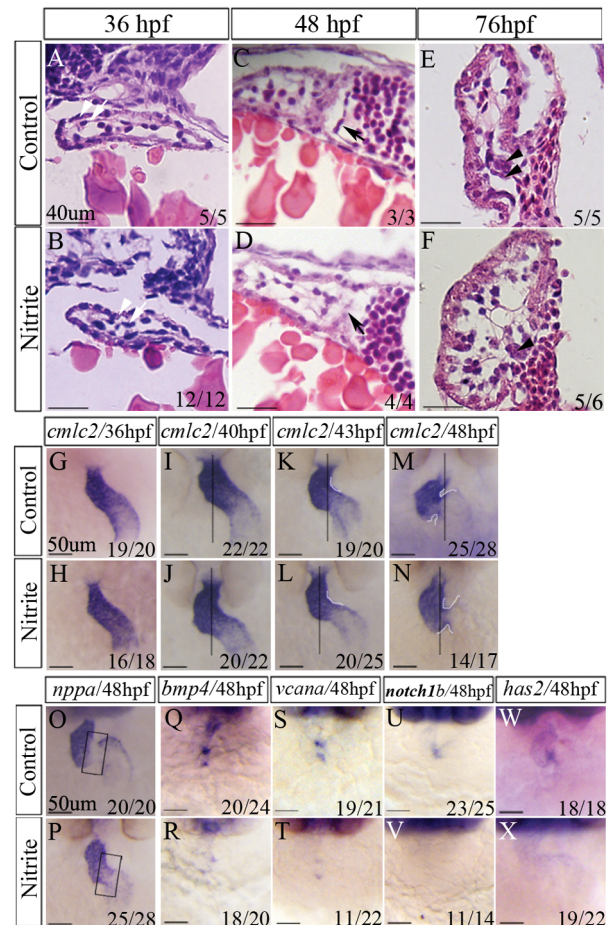 36 hpf 48 hpf 76hpf
Control
A C E
40um 5/5 3/3 5/5
Nitrite
B D F
12/12 4/4 5/6
cmlc2/36hpf cmlc2/40hpf cmlc2/43hpf cmlc2/48hpf
Control
G I K M
50um
19/20 22/22 19/20 25/28
Nitrite
H J L N
16/18 20/22 20/25 14/17
nppa/48hpf bmp4/48hpf vcana/48hpf notch1b/48hpf has2/48hpf
Control
O Q S U W
50um 20/20 20/24 19/21 23/25 18/18
Nitrite
P R T V X
25/28 18/20 11/22 11/14 19/22